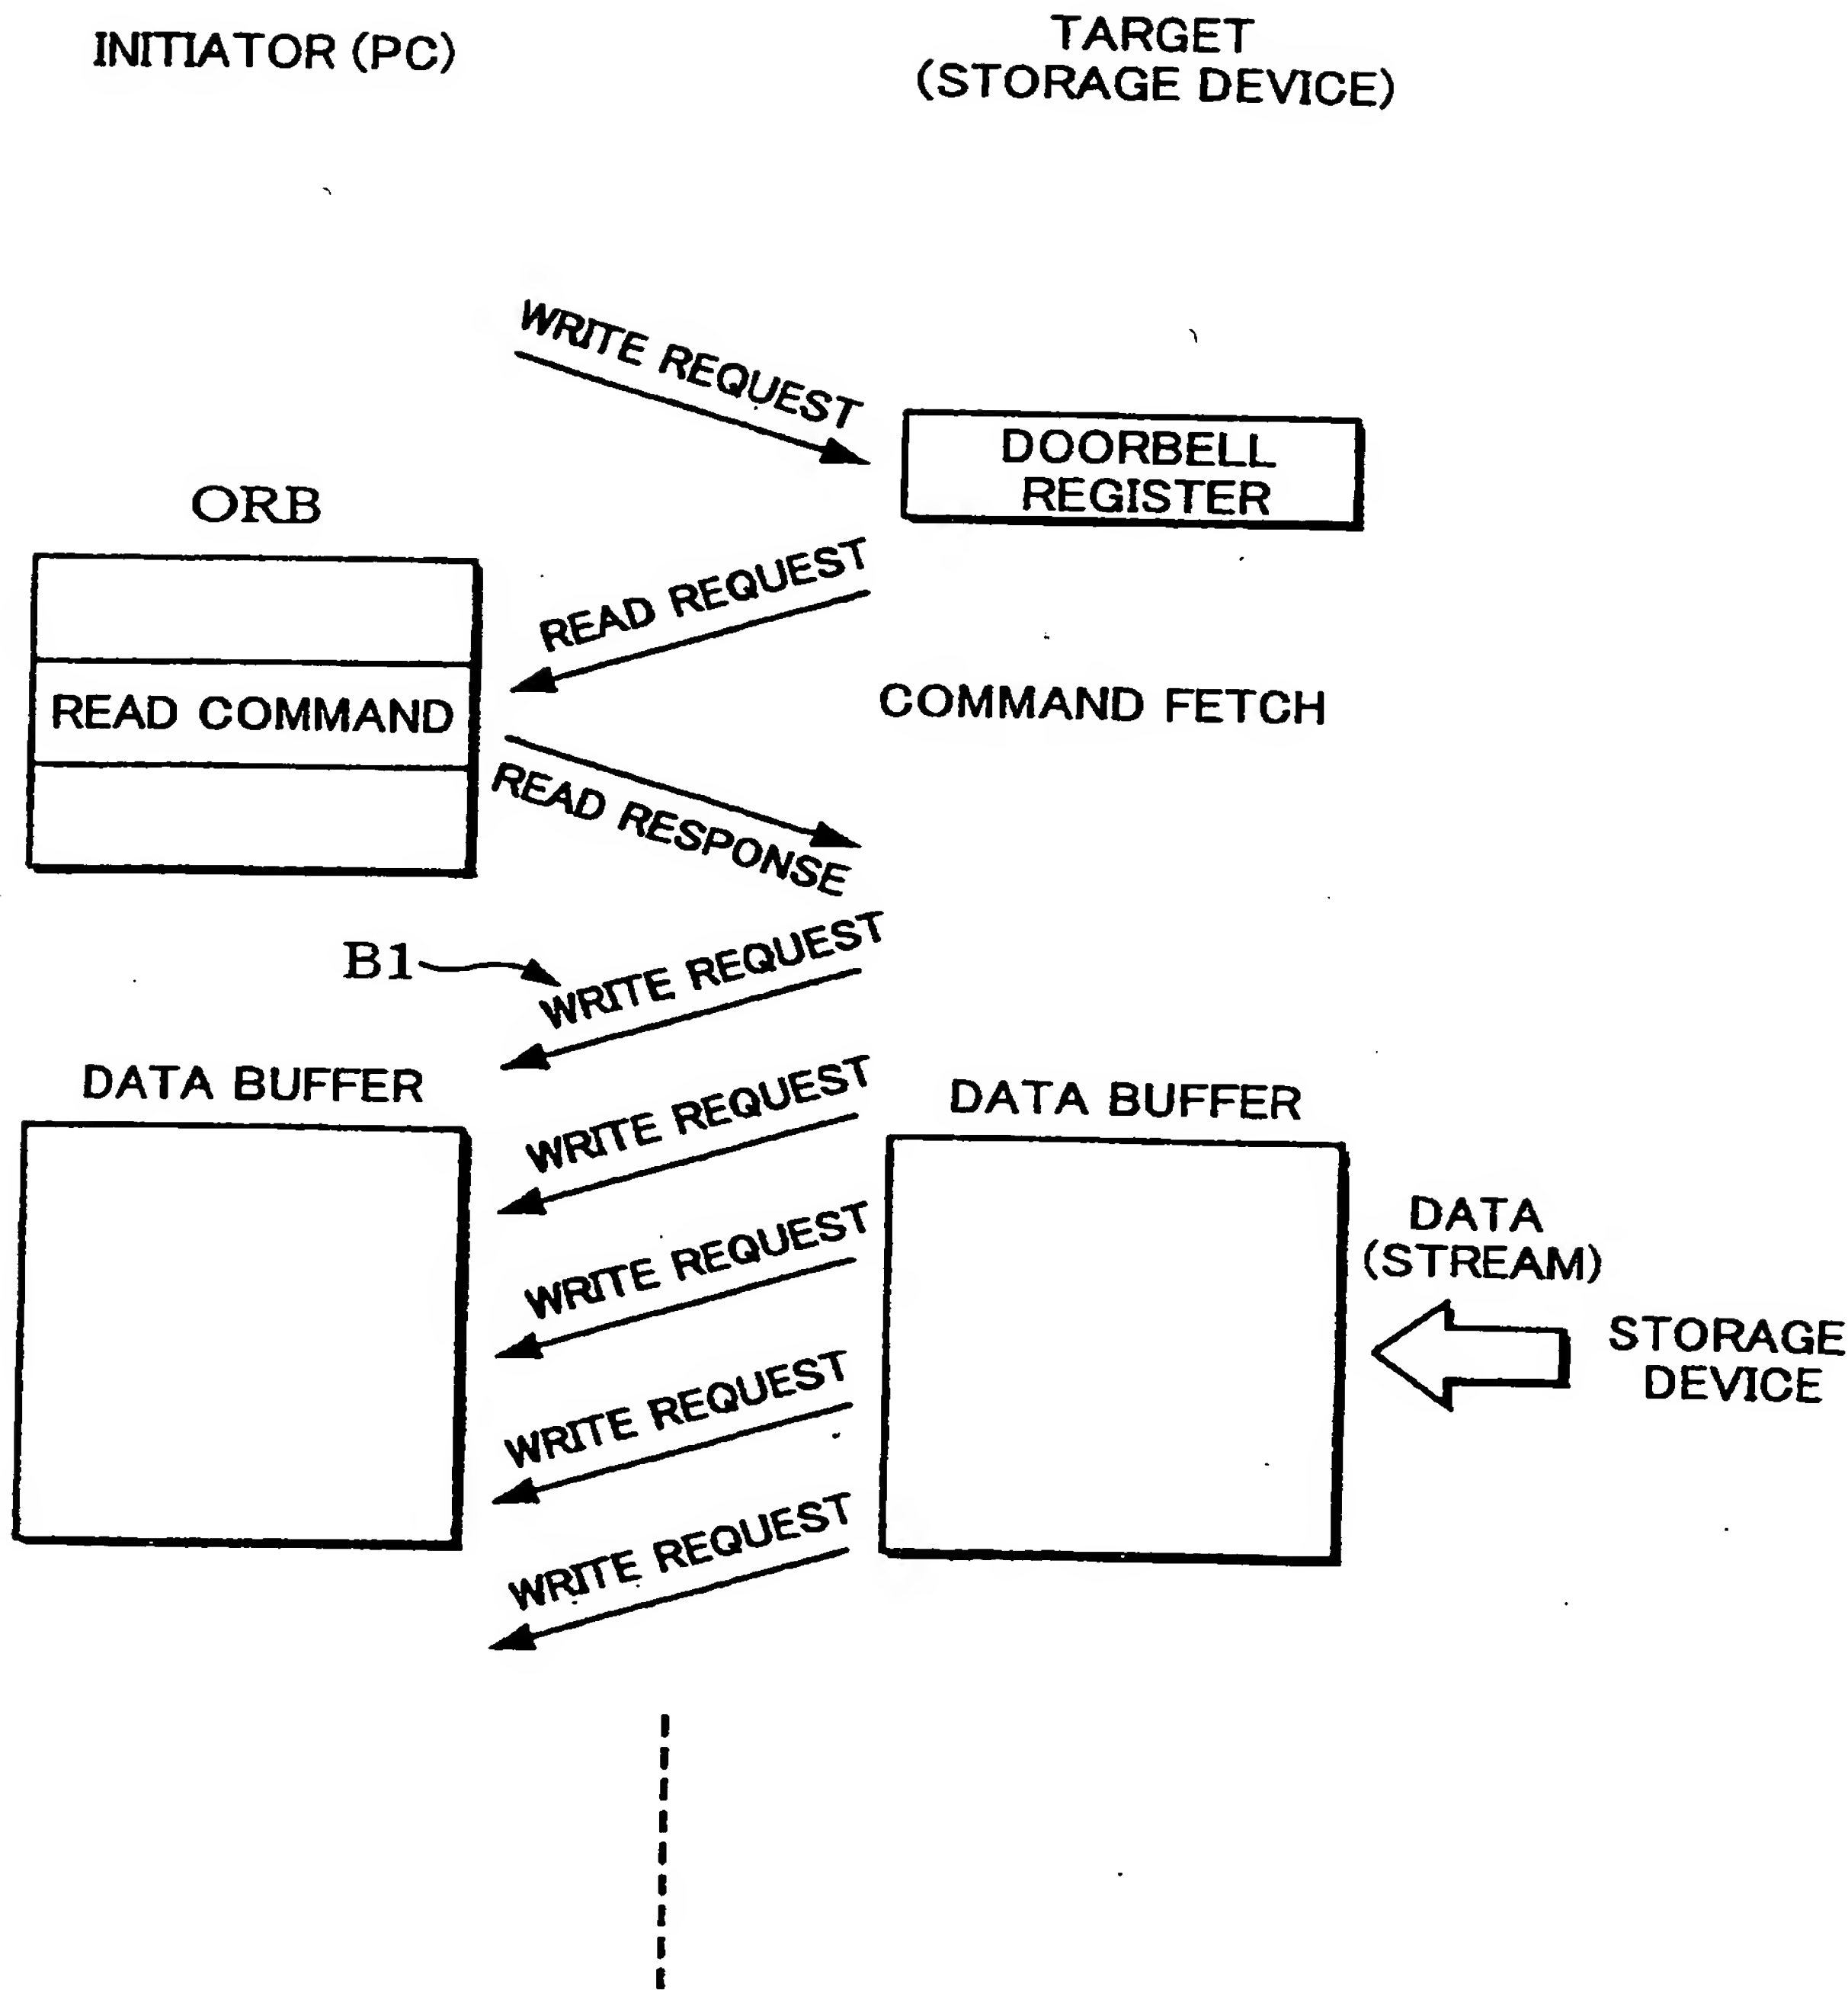 INITIATOR (PC)
TARGET
(STORAGE DEVICE)
WRITE REQUEST
DOORBELL
REGISTER
ORB
READ REQUEST
READ COMMAND
COMMAND FETCH
READ RESPONSE
B1
WRITE REQUEST
DATA BUFFER
WRITE REQUEST
DATA BUFFER
WRITE REQUEST
DATA
(STREAM)
STORAGE
DEVICE
WRITE REQUEST
WRITE REQUEST